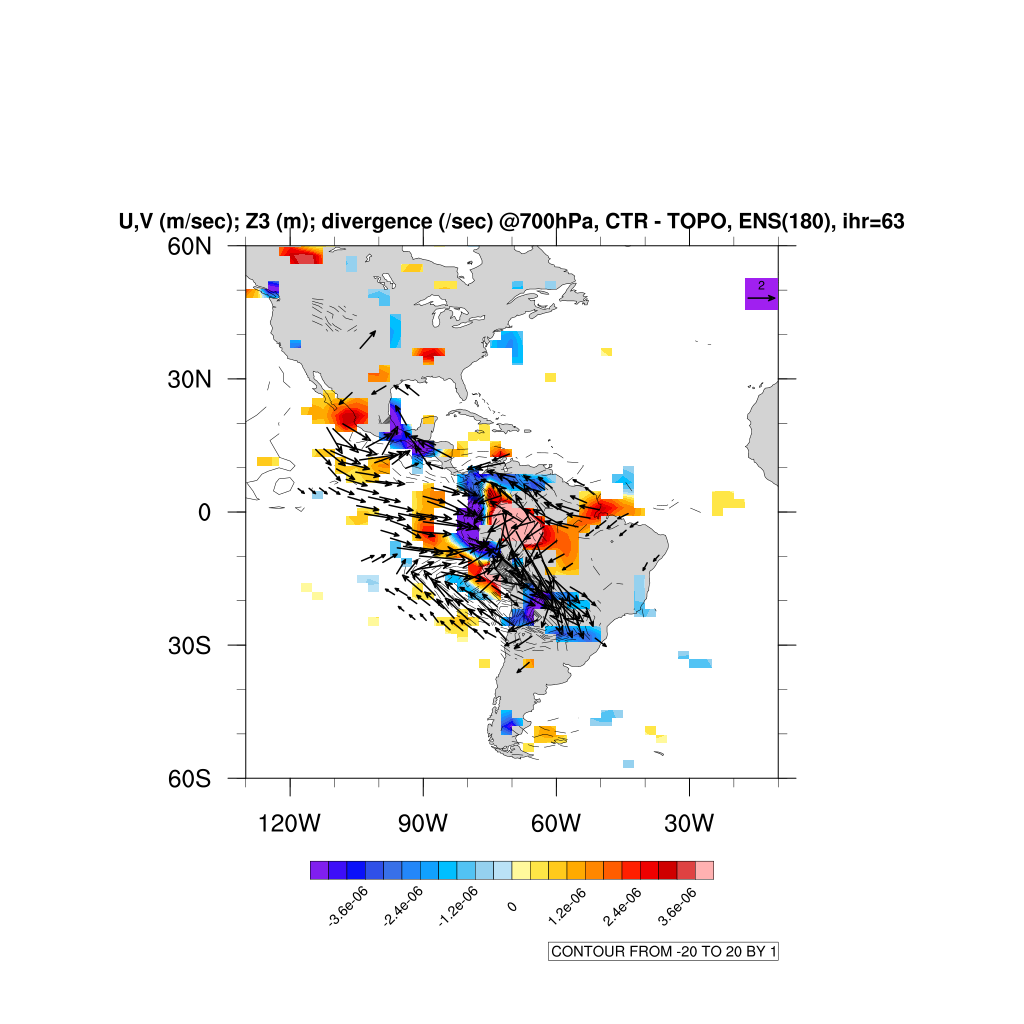 U,V (m/sec); Z3 (m); divergence (/sec) @700hPa, CTR - TOPO, ENS(180), ihr=63
60N
2
30N
0
30S
60S
120W 90W 60W 30W
-3.6e-06 -2.4e-06 -1.2e-06 0 1.2e-06 2.4e-06 3.6e-06
CONTOUR FROM -20 TO 20 BY 1